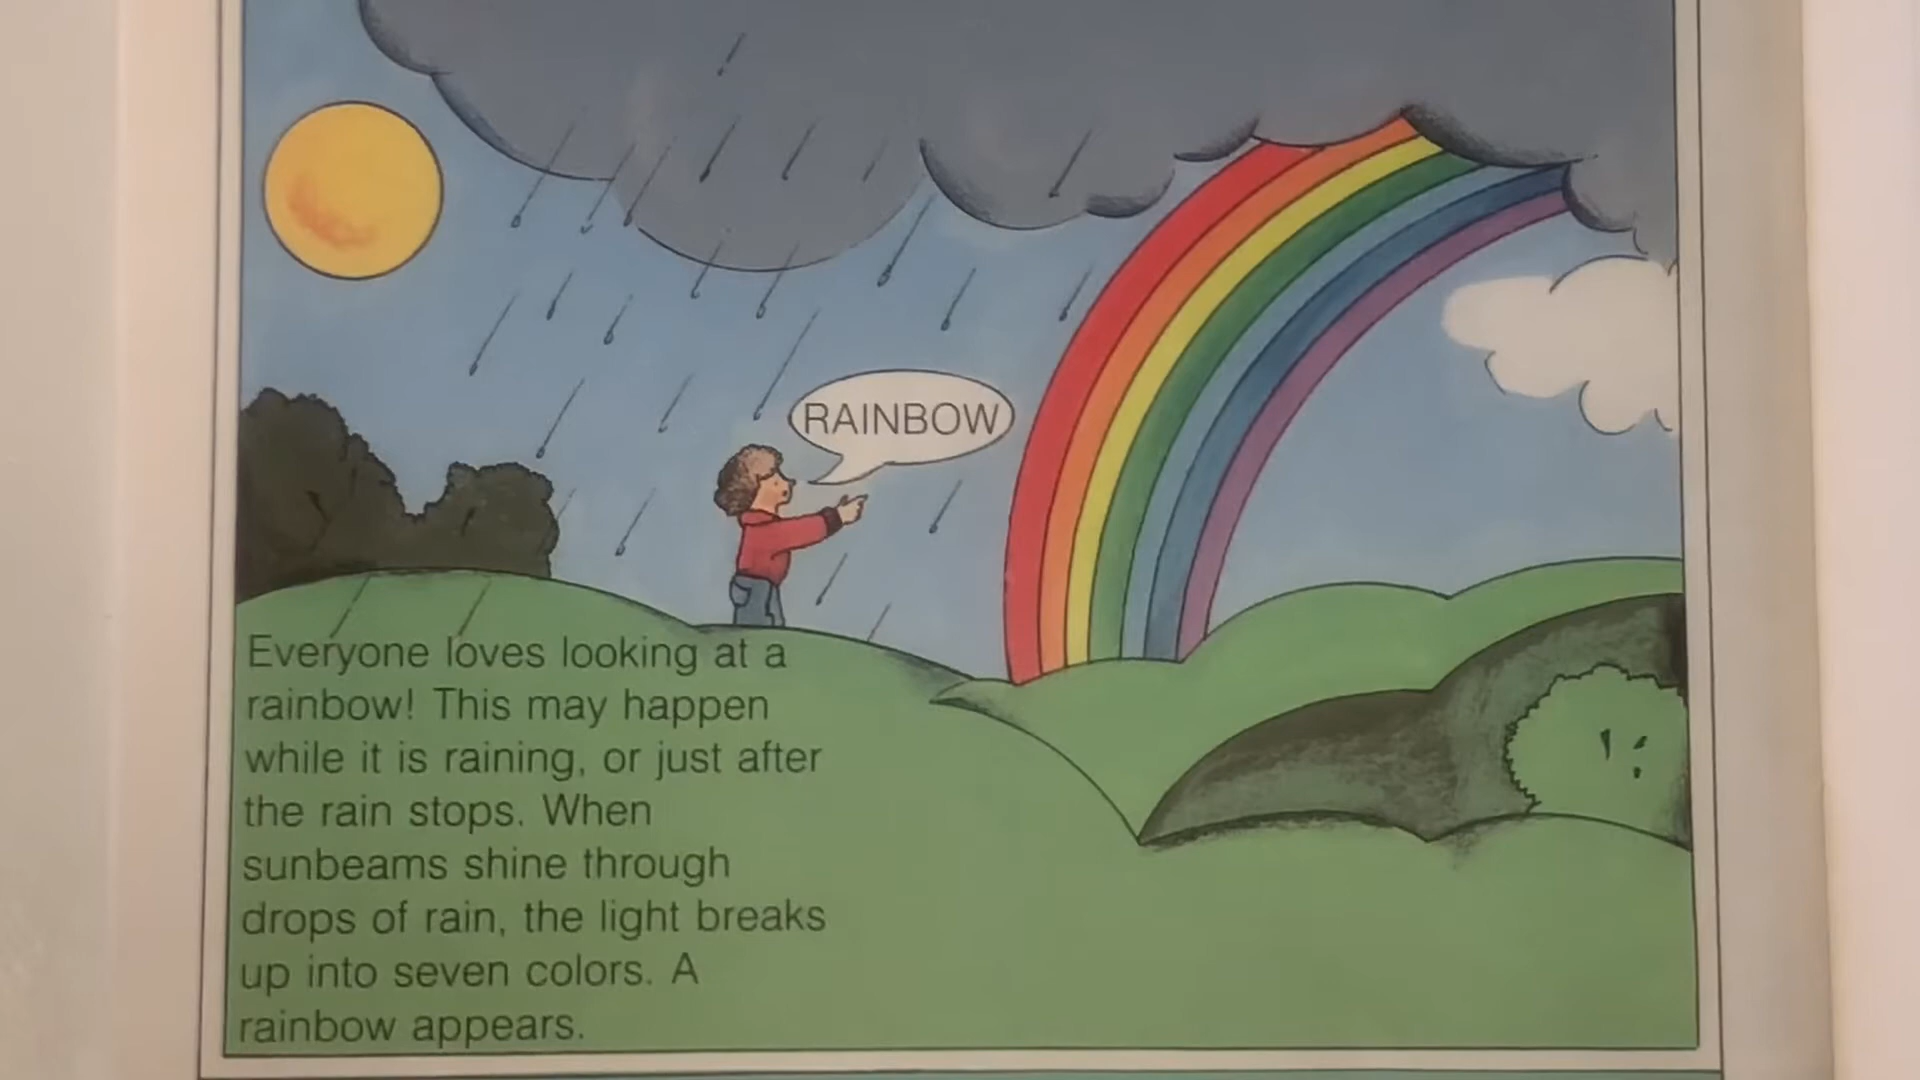 RAINBOW
Everyone loves looking at a
rainbow! This may happen
while it is raining, or just after
the rain stops. When
sunbeams shine through
drops of rain, the light breaks
up into seven colors. A
rainbow appears.